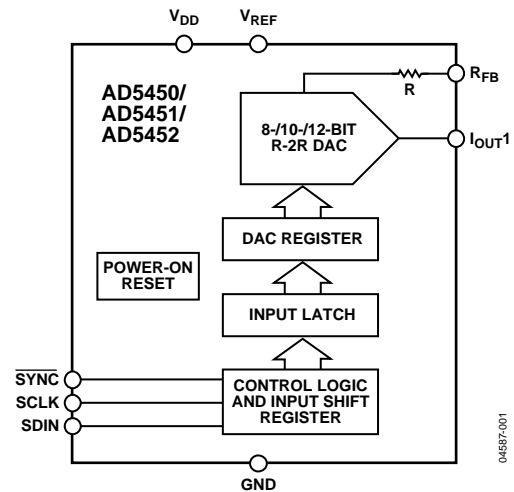 VDD
VREF
RFB
R
AD5450/
AD5451/
AD5452
8-/10-/12-BIT
R-2R DAC
IOUT1
DAC REGISTER
POWER-ON
RESET
INPUT LATCH
SYNC
SCLK
SDIN
CONTROL LOGIC
AND INPUT SHIFT
REGISTER
GND
04587-001